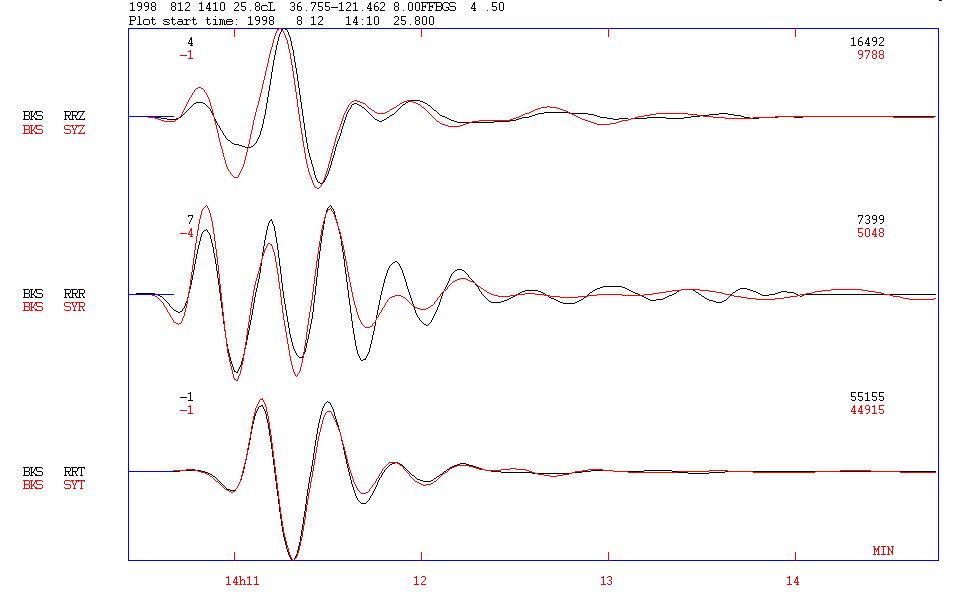 1998  812 1410 25.8cL  36.755-121.462 8.00FFBGS  4 .50
Plot start time: 1998   8 12   14:10  25.800
4 16492
-1 9788
BKS RRZ
BKS SYZ
7 7399
-4 5048
BKS RRR
BKS SYR
-1 55155
-1 44915
BKS RRT
BKS SYT
MIN
14h11 12 13 14